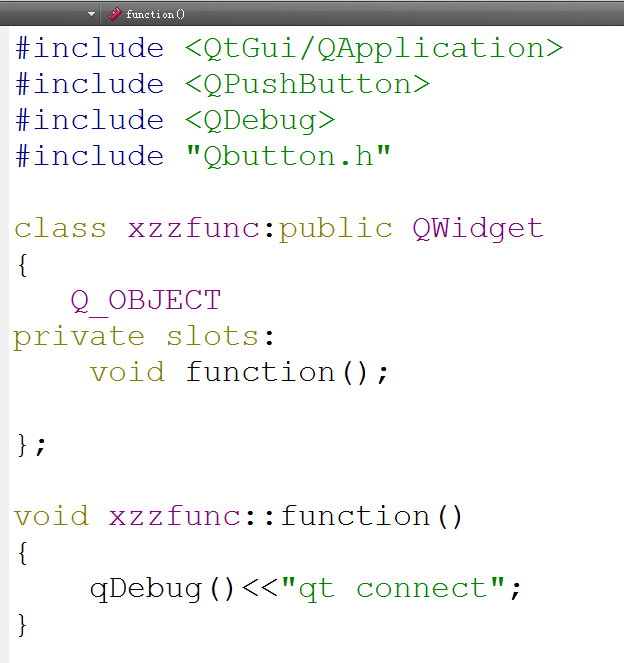 function()
#include <QtGui/QApplication>
#include <QPushButton>
#include <QDebug>
#include "Qbutton.h"
class xzzfunc:public QWidget
{
Q_OBJECT
private slots:
void function();
};
void xzzfunc::function()
{
qDebug()<<"qt connect";
}